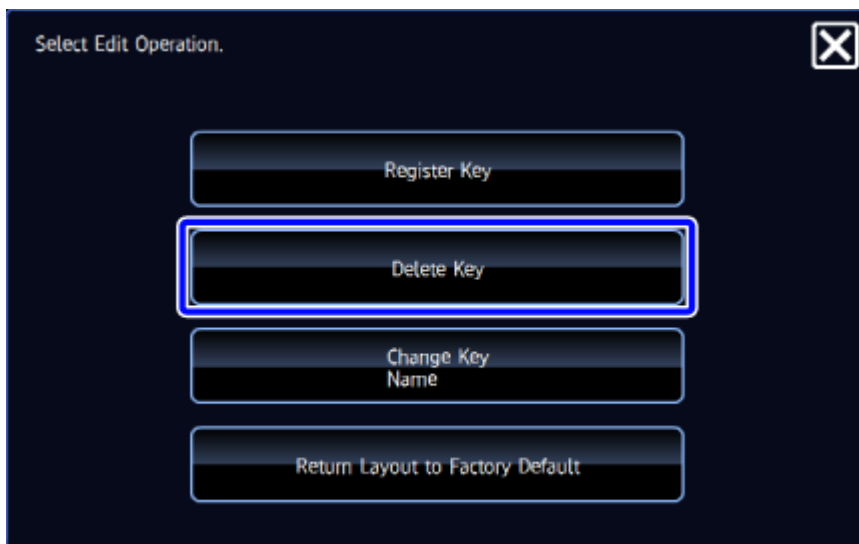 Select Edit Operation.
Register Key
Delete Key
Change Key
Name
Return Layout to Factory Default